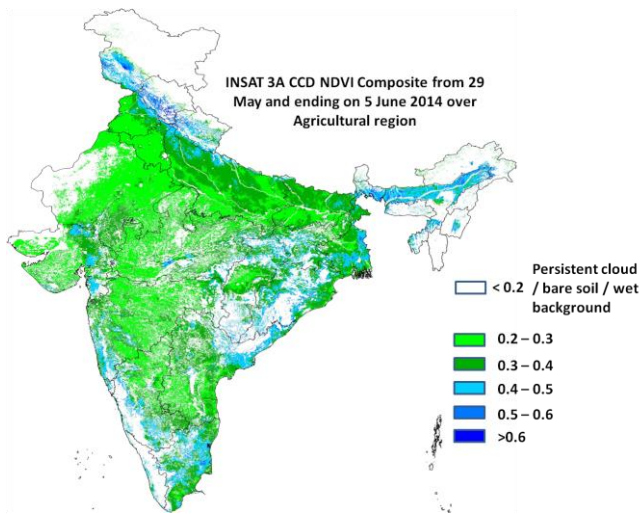 INSAT 3A CCD NDVI Composite from 29
May and ending on 5 June 2014 over
Agricultural region
< 0.2
Persistent cloud
/ bare soil / wet
background
0.2 – 0.3
0.3 – 0.4
0.4 – 0.5
0.5 – 0.6
>0.6